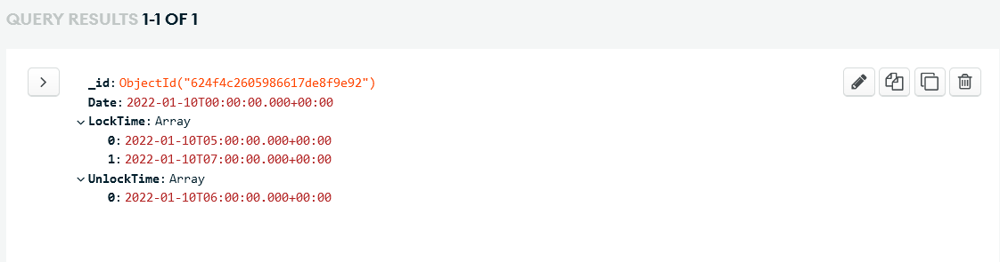 QUERY RESULTS 1-1 OF 1
_id: ObjectId("624f4c2605986617de8f9e92")
Date: 2022-01-10T00:00:00.000+00:00
LockTime: Array
0: 2022-01-10T05:00:00.000+00:00
1: 2022-01-10T07:00:00.000+00:00
UnlockTime: Array
0: 2022-01-10T06:00:00.000+00:00